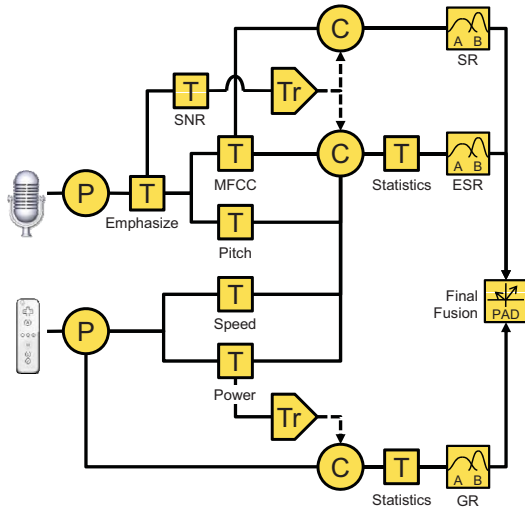 C
A B
SR
T
SNR
Tr
P
T
Emphasize
T
MFCC
C
T
Statistics
A B
ESR
T
Pitch
T
Speed
P
T
Power
Final
Fusion
PAD
Tr
C
T
Statistics
A B
GR